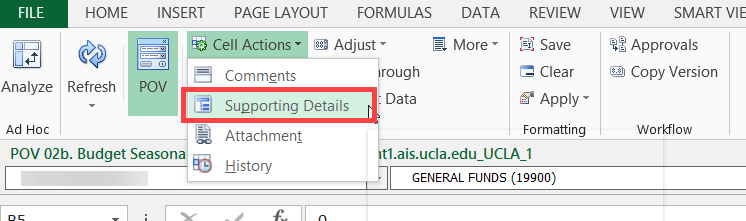 FILE HOME INSERT PAGE LAYOUT FORMULAS DATA REVIEW VIEW SMART VIEW
Cell Actions Adjust More Save Workflow
Comments through Clear Approvals
Analyze Refresh POV Supporting Details Data Apply Copy Version
Attachment
Ad Hoc Formatting
History
POV 02b. Budget Seasona nt1.ais.ucla.edu_UCLA_1
GENERAL FUNDS (19900)
B5 fx 0